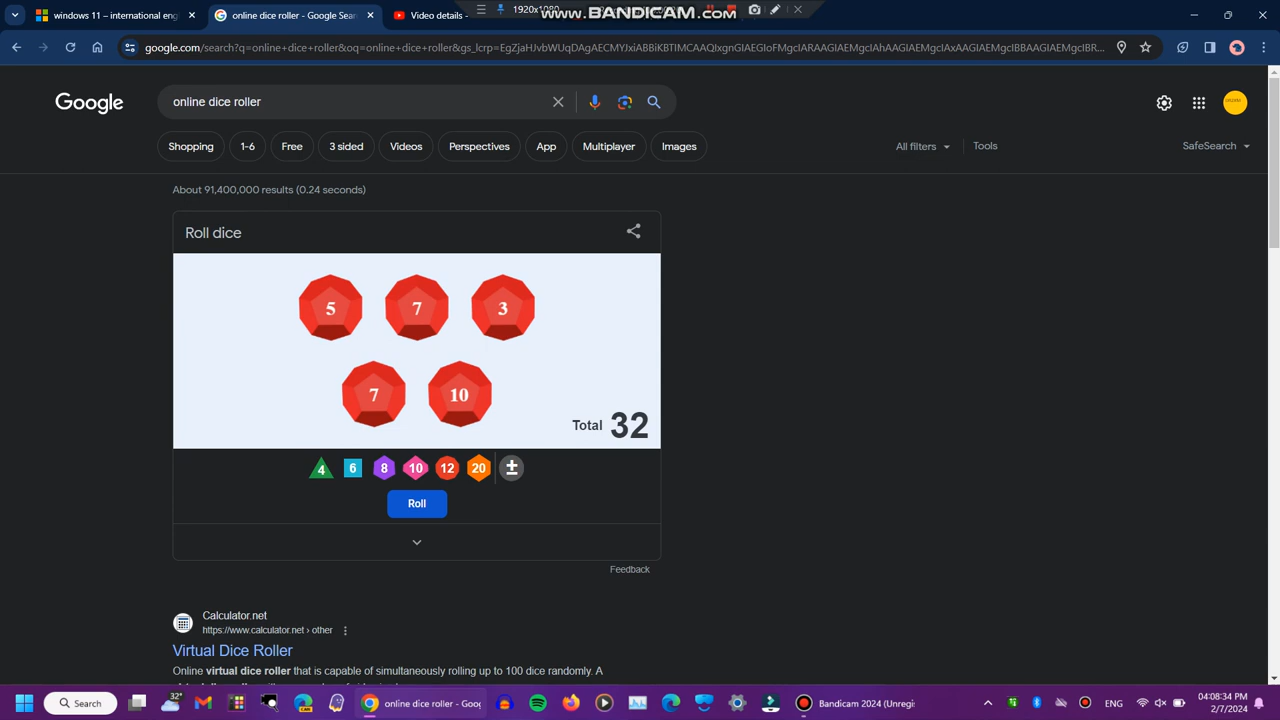 1920x1080
www.BANDICAM.com
windows 11 – international eng
online dice roller - Google Sear
Video details -
google.com/search?q=online+dice+roller&oq=online+dice+roller&gs_lcrp=EgZjaHJvbWUqDAgAECMYJxiABBiKBTIMCAAQIxgnGIAEGIoFMgcIARAAGIAEMgcIAhAAGIAEMgcIAxAAGIAEMgcIBBAAGIAEMgcIBR...
Google
online dice roller
Shopping
1-6
Free
3 sided
Videos
Perspectives
App
Multiplayer
Images
All filters
Tools
SafeSearch
About 91,400,000 results (0.24 seconds)
Roll dice
5 7 3
7 10
Total 32
4 6 8 10 12 20 ±
Roll
Feedback
Calculator.net
https://www.calculator.net › other
Virtual Dice Roller
Online virtual dice roller that is capable of simultaneously rolling up to 100 dice randomly. A
Search
32°
online dice roller - Goog
Bandicam 2024 (Unregi
ENG
04:08:34 PM
2/7/2024